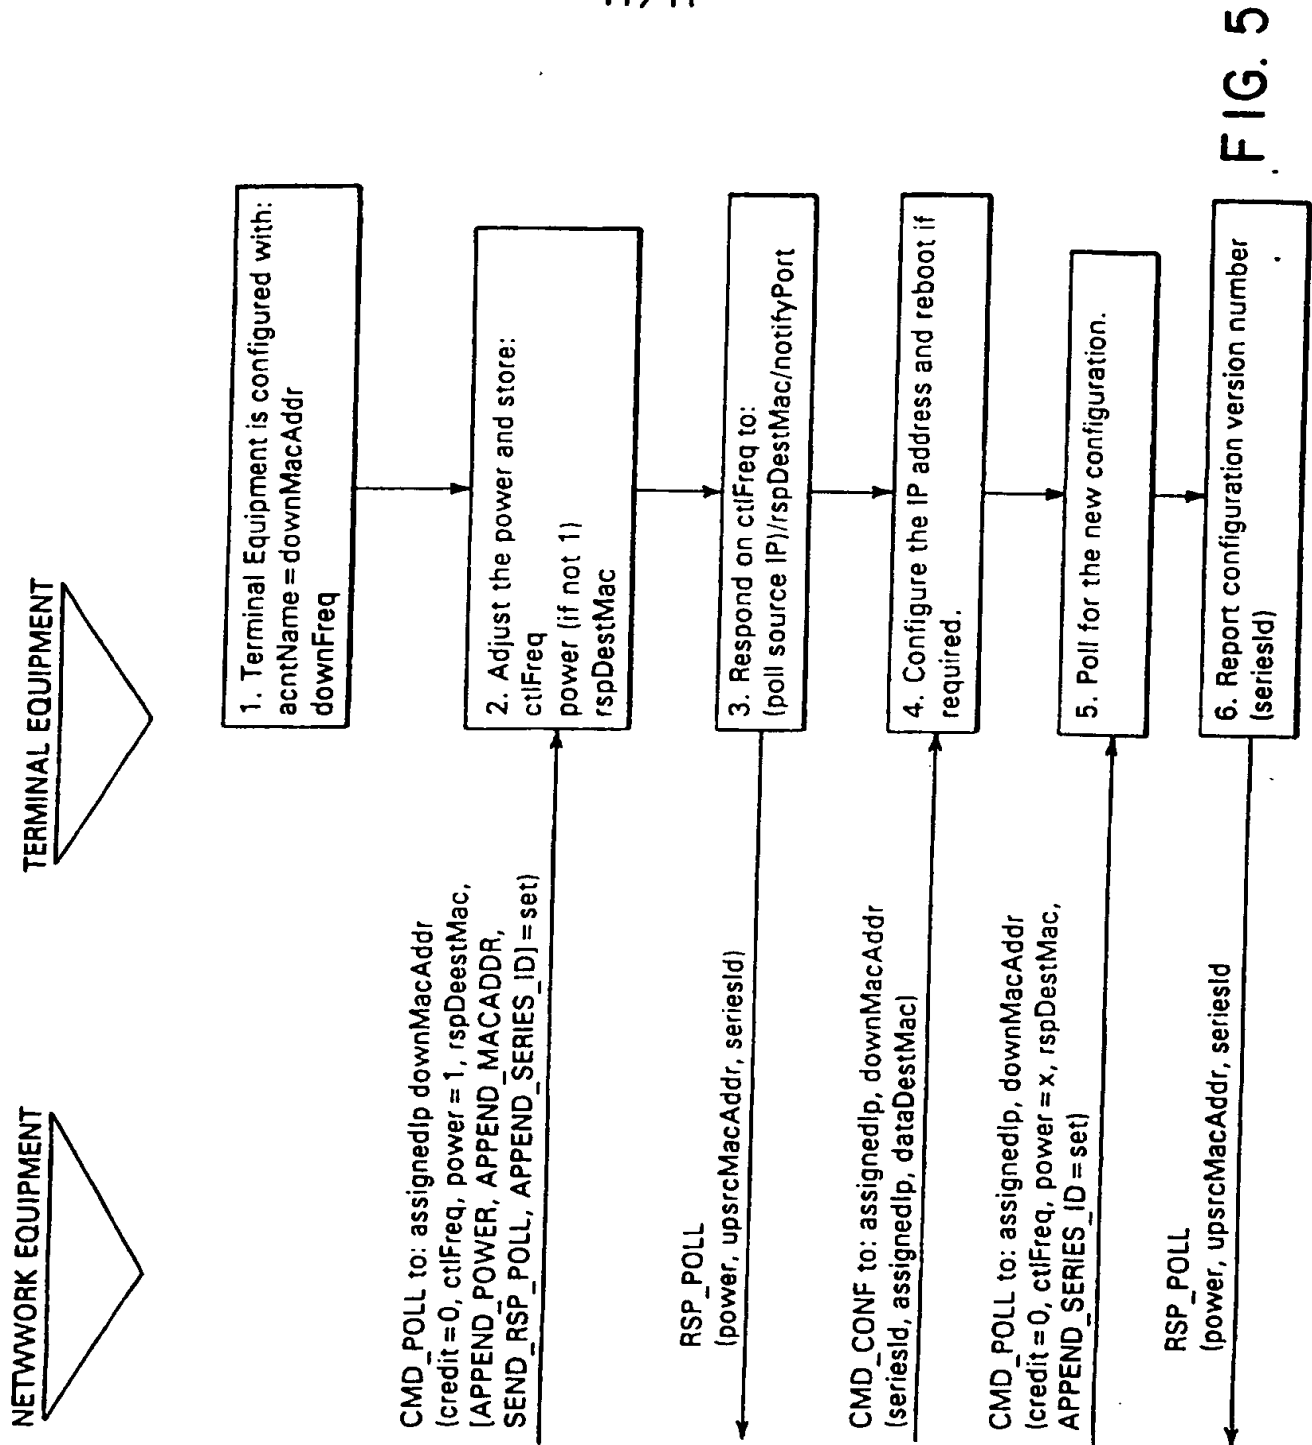 NETWWORK EQUIPMENT
TERMINAL EQUIPMENT
1. Terminal Equipment is configured with:
acntName = downMacAddr
downFreq
CMD_POLL to: assignedIp downMacAddr
(credit = 0, ctlFreq, power = 1, rspDeestMac,
[APPEND_POWER, APPEND_MACADDR,
SEND_RSP_POLL, APPEND_SERIES_ID] = set)
2. Adjust the power and store:
ctlFreq
power (if not 1)
rspDestMac
RSP_POLL
(power, upsrcMacAddr, seriesId)
3. Respond on ctlFreq to:
(poll source IP)/rspDestMac/notifyPort
CMD_CONF to: assignedIp, downMacAddr
(seriesId, assignedIp, dataDestMac)
4. Configure the IP address and reboot if
required.
CMD_POLL to: assignedIp, downMacAddr
(credit = 0, ctlFreq, power = x, rspDestMac,
APPEND_SERIES_ID = set)
5. Poll for the new configuration.
RSP_POLL
(power, upsrcMacAddr, seriesId
6. Report configuration version number
(seriesId)
FIG. 5